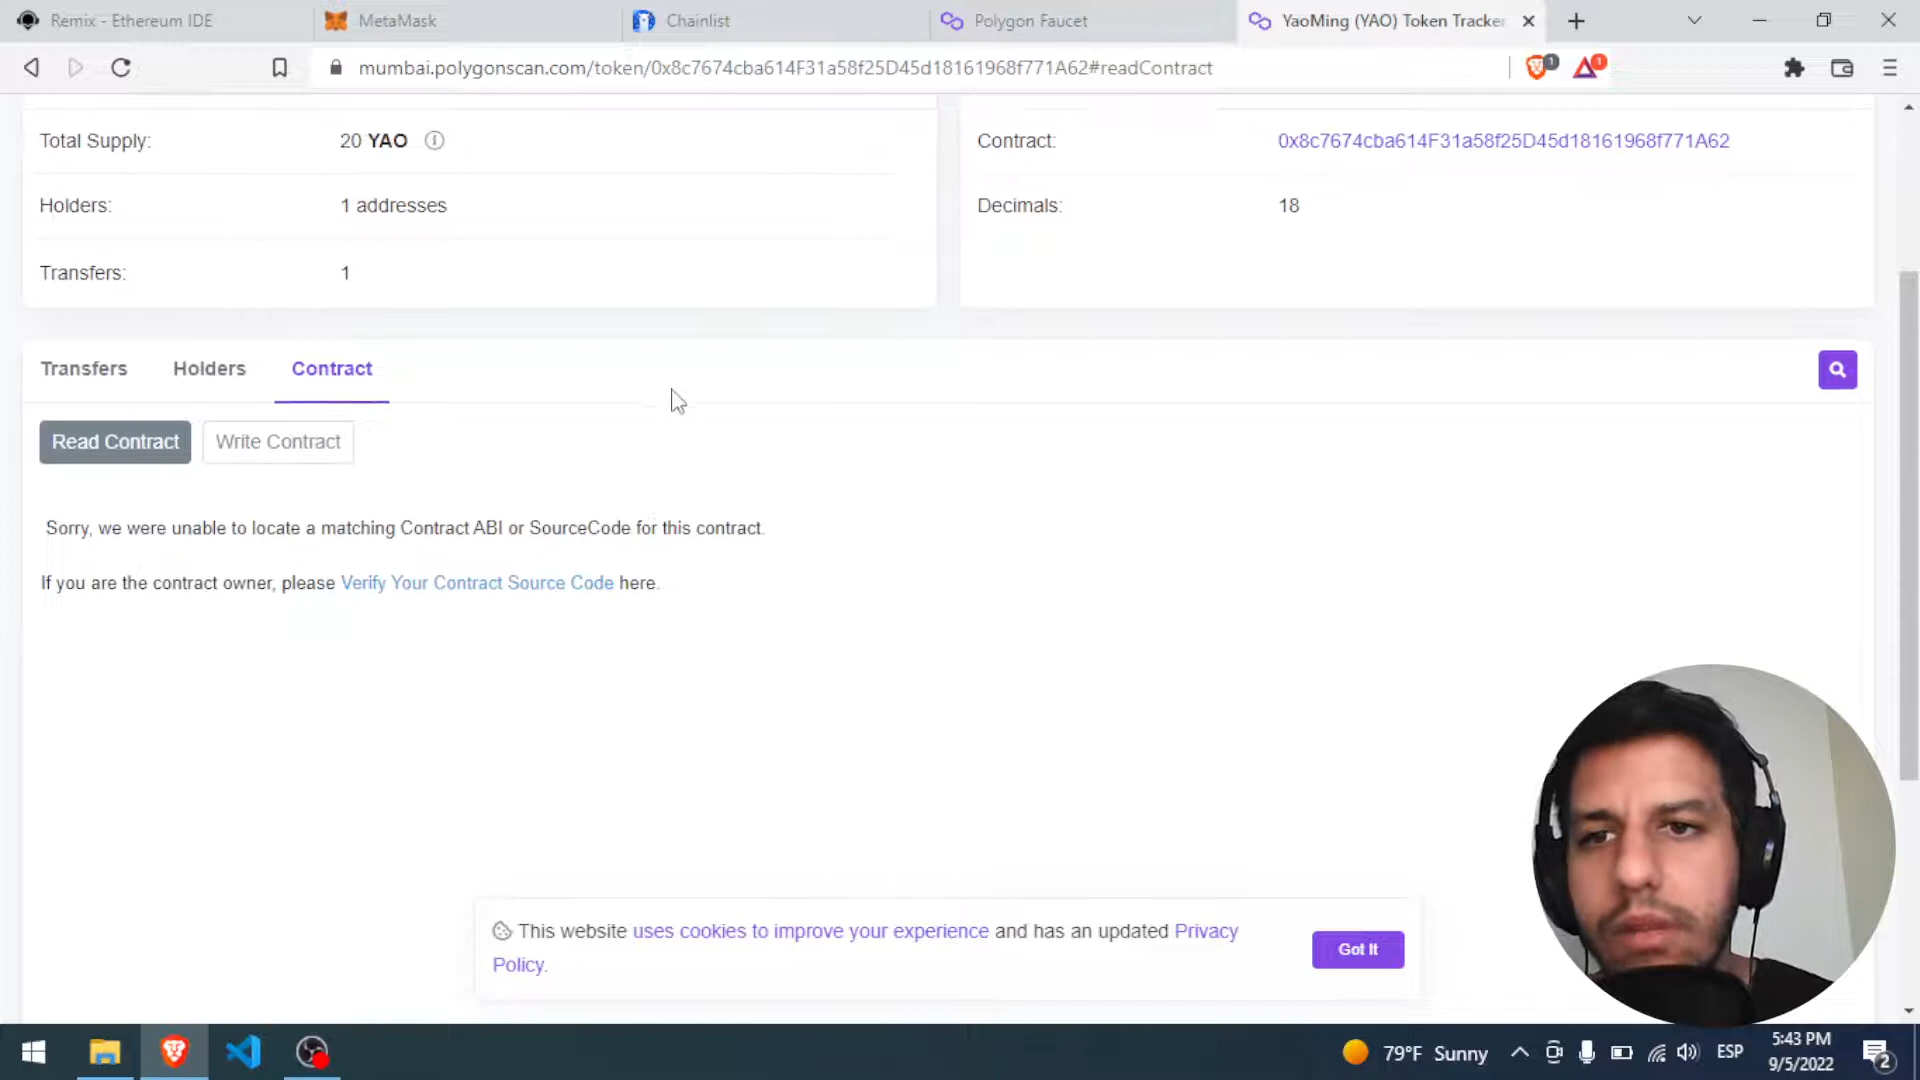 Remix - Ethereum IDE
MetaMask
Chainlist
Polygon Faucet
YaoMing (YAO) Token Tracker
mumbai.polygonscan.com/token/0x8c7674cba614F31a58f25D45d18161968f771A62#readContract
1
1
Total Supply:
20 YAO
Contract:
0x8c7674cba614F31a58f25D45d18161968f771A62
Holders:
1 addresses
Decimals:
18
Transfers:
1
Transfers
Holders
Contract
Read Contract
Write Contract
Sorry, we were unable to locate a matching Contract ABI or SourceCode for this contract.
If you are the contract owner, please Verify Your Contract Source Code here.
This website uses cookies to improve your experience and has an updated Privacy
Policy.
Got It
79°F Sunny
ESP
5:43 PM
9/5/2022
2